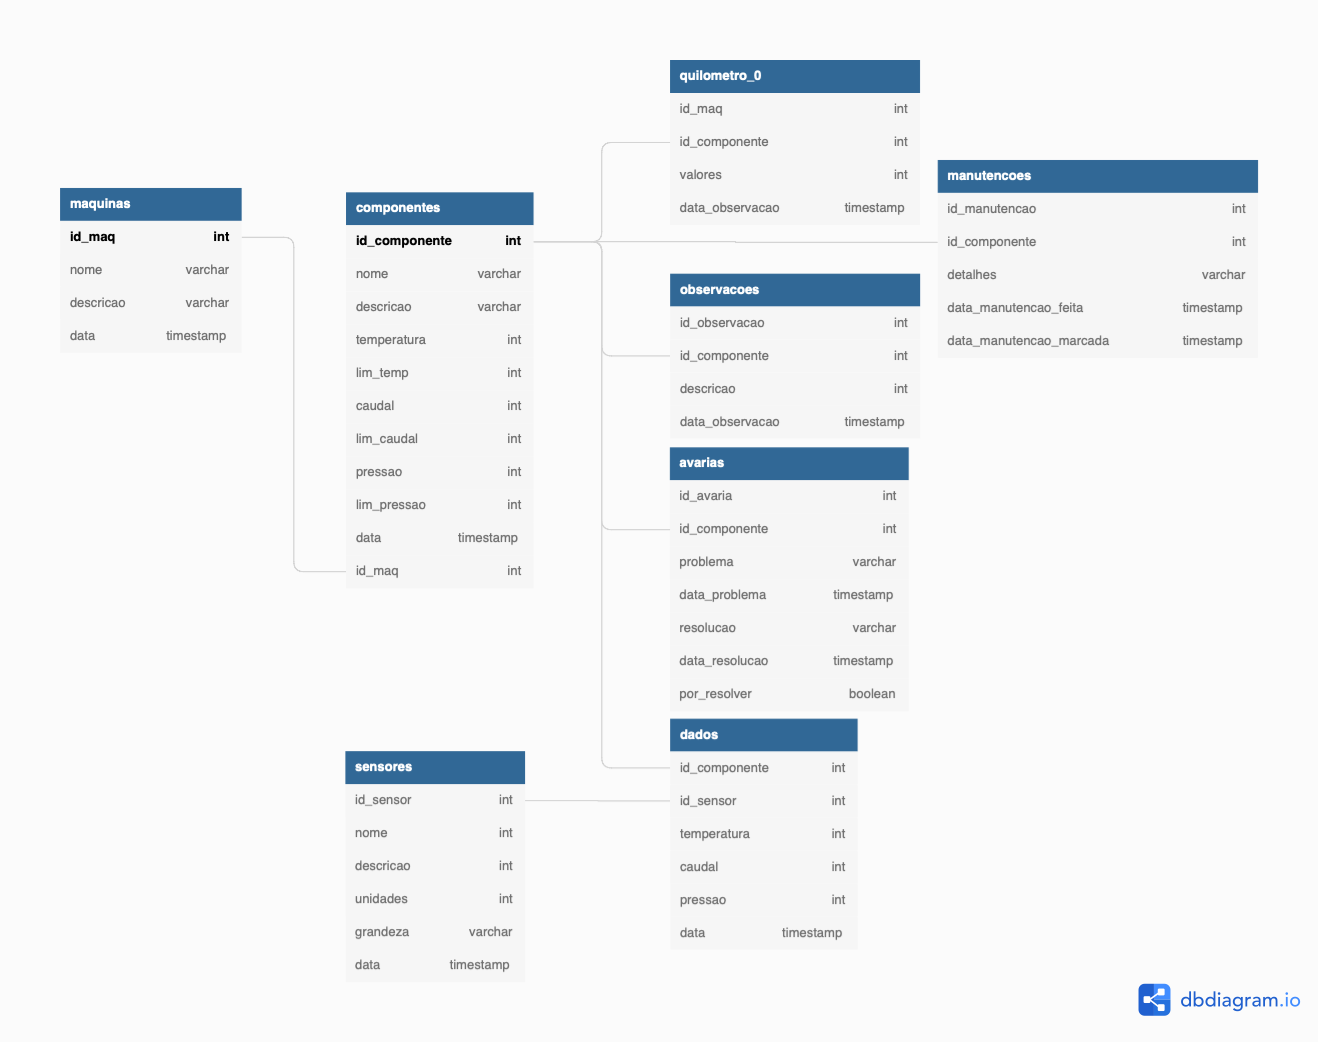 maquinas
id_maq int
nome varchar
descricao varchar
data timestamp
componentes
id_componente int
nome varchar
descricao varchar
temperatura int
lim_temp int
caudal int
lim_caudal int
pressao int
lim_pressao int
data timestamp
id_maq int
quilometro_0
id_maq int
id_componente int
valores int
data_observacao timestamp
manutencoes
id_manutencao int
id_componente int
detalhes varchar
data_manutencao_feita timestamp
data_manutencao_marcada timestamp
observacoes
id_observacao int
id_componente int
descricao int
data_observacao timestamp
avarias
id_avaria int
id_componente int
problema varchar
data_problema timestamp
resolucao varchar
data_resolucao timestamp
por_resolver boolean
sensores
id_sensor int
nome int
descricao int
unidades int
grandeza varchar
data timestamp
dados
id_componente int
id_sensor int
temperatura int
caudal int
pressao int
data timestamp
dbdiagram.io